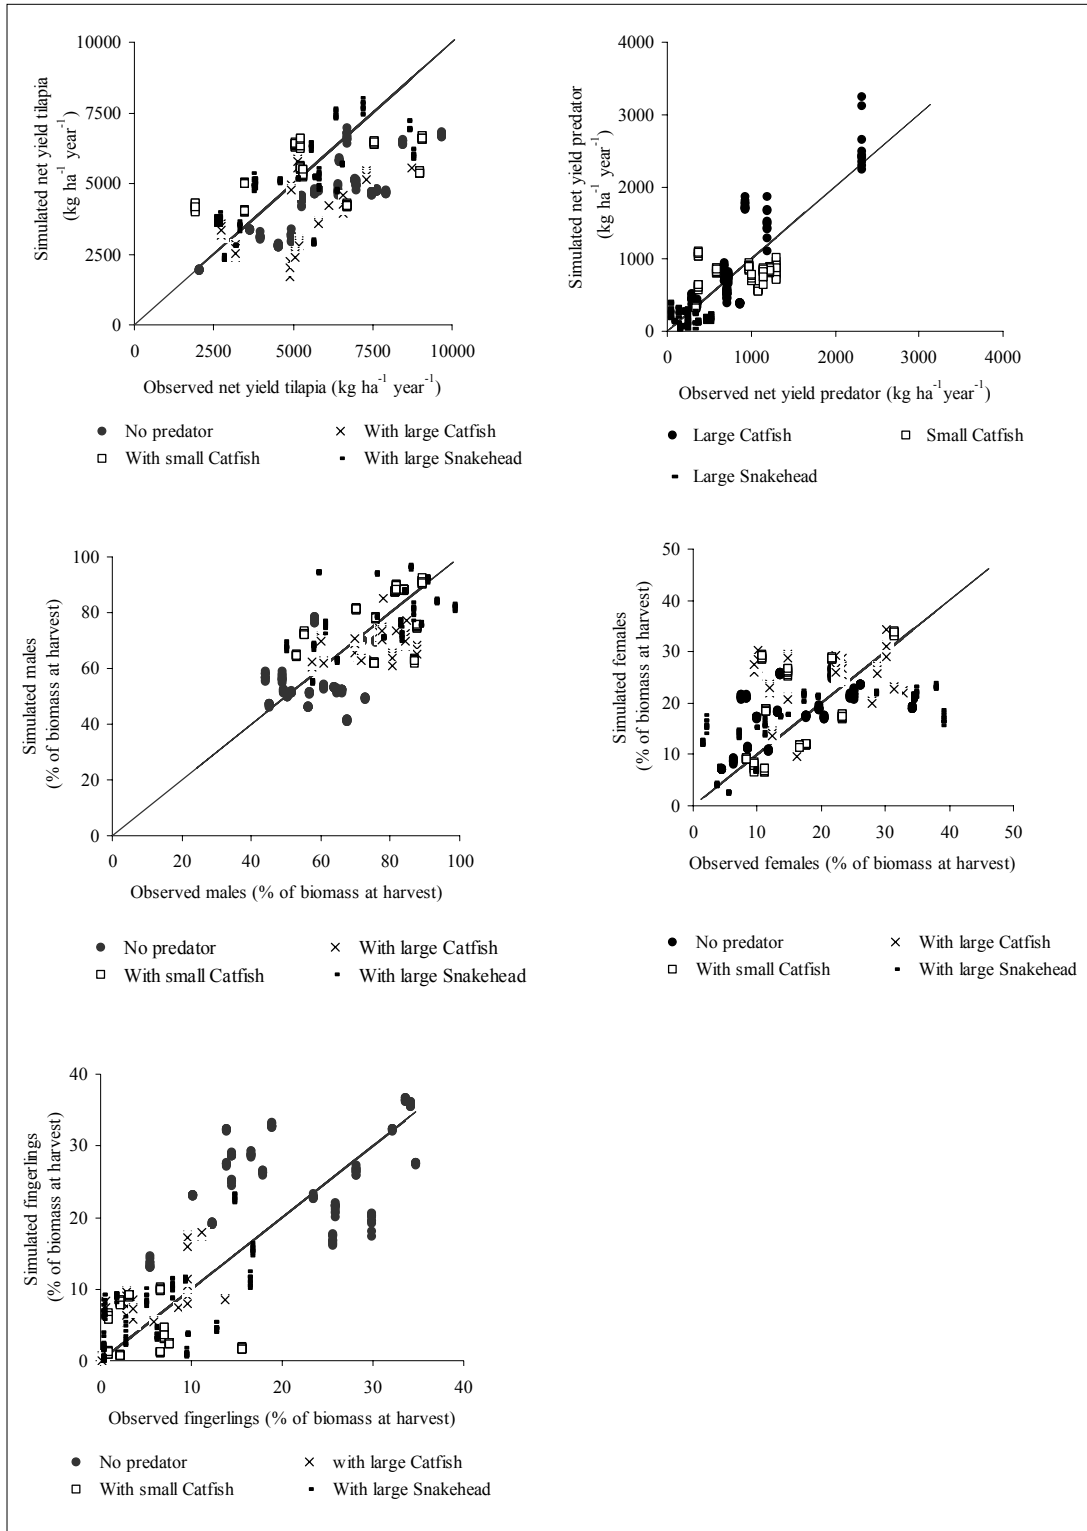 10000
7500
5000
2500
0
Simulated net yield tilapia
(kg ha⁻¹ year⁻¹)
0 2500 5000 7500 10000
Observed net yield tilapia (kg ha⁻¹ year⁻¹)
No predator With large Catfish
With small Catfish With large Snakehead
4000
3000
2000
1000
0
Simulated net yield predator
(kg ha⁻¹ year⁻¹)
0 1000 2000 3000 4000
Observed net yield predator (kg ha⁻¹year⁻¹)
Large Catfish Small Catfish
Large Snakehead
100
80
60
40
20
0
Simulated males
(% of biomass at harvest)
0 20 40 60 80 100
Observed males (% of biomass at harvest)
No predator With large Catfish
With small Catfish With large Snakehead
50
40
30
20
10
0
Simulated females
(% of biomass at harvest)
0 10 20 30 40 50
Observed females (% of biomass at harvest)
No predator With large Catfish
With small Catfish With large Snakehead
40
30
20
10
0
Simulated fingerlings
(% of biomass at harvest)
0 10 20 30 40
Observed fingerlings (% of biomass at harvest)
No predator with large Catfish
With small Catfish With large Snakehead